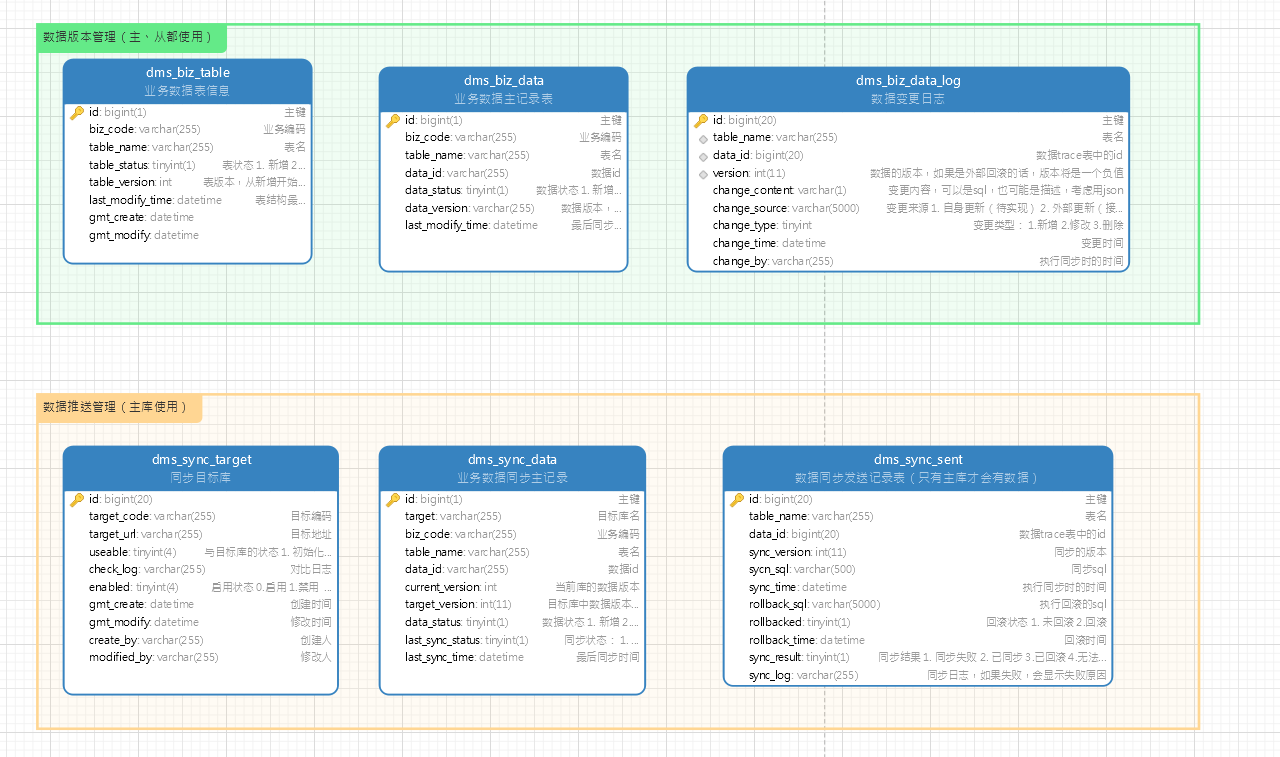 数据版本管理（主、从都使用）
dms_biz_table
业务数据表信息
id: bigint(1) 主键
biz_code: varchar(255) 业务编码
table_name: varchar(255) 表名
table_status: tinyint(1) 表状态 1. 新增 2...
table_version: int 表版本，从新增开始...
last_modify_time: datetime 表结构最...
gmt_create: datetime
gmt_modify: datetime
dms_biz_data
业务数据主记录表
id: bigint(1) 主键
biz_code: varchar(255) 业务编码
table_name: varchar(255) 表名
data_id: varchar(255) 数据id
data_status: tinyint(1) 数据状态 1. 新增...
data_version: varchar(255) 数据版本，...
last_modify_time: datetime 最后同步...
dms_biz_data_log
数据变更日志
id: bigint(20) 主键
table_name: varchar(255) 表名
data_id: bigint(20) 数据trace表中的id
version: int(11) 数据的版本，如果是外部回滚的话，版本将是一个负值
change_content: varchar(1) 变更内容，可以是sql，也可能是描述，考虑用json
change_source: varchar(5000) 变更来源 1. 自身更新（待实现） 2. 外部更新（接...
change_type: tinyint 变更类型： 1.新增 2.修改 3.删除
change_time: datetime 变更时间
change_by: varchar(255) 执行同步时的时间
数据推送管理（主库使用）
dms_sync_target
同步目标库
id: bigint(20)
target_code: varchar(255) 目标编码
target_url: varchar(255) 目标地址
useable: tinyint(4) 与目标库的状态 1. 初始化...
check_log: varchar(255) 对比日志
enabled: tinyint(4) 启用状态 0.启用 1.禁用 ...
gmt_create: datetime 创建时间
gmt_modify: datetime 修改时间
create_by: varchar(255) 创建人
modified_by: varchar(255) 修改人
dms_sync_data
业务数据同步主记录
id: bigint(1) 主键
target: varchar(255) 目标库名
biz_code: varchar(255) 业务编码
table_name: varchar(255) 表名
data_id: varchar(255) 数据id
current_version: int 当前库的数据版本
target_version: int(11) 目标库中数据版本...
data_status: tinyint(1) 数据状态 1. 新增 2....
last_sync_status: tinyint(1) 同步状态： 1. ...
last_sync_time: datetime 最后同步时间
dms_sync_sent
数据同步发送记录表（只有主库才会有数据）
id: bigint(20) 主键
table_name: varchar(255) 表名
data_id: bigint(20) 数据trace表中的id
sync_version: int(11) 同步的版本
sycn_sql: varchar(500) 同步sql
sync_time: datetime 执行同步时的时间
rollback_sql: varchar(5000) 执行回滚的sql
rollbacked: tinyint(1) 回滚状态 1. 未回滚 2.回滚
rollback_time: datetime 回滚时间
sync_result: tinyint(1) 同步结果 1. 同步失败 2. 已同步 3.已回滚 4.无法...
sync_log: varchar(255) 同步日志，如果失败，会显示失败原因